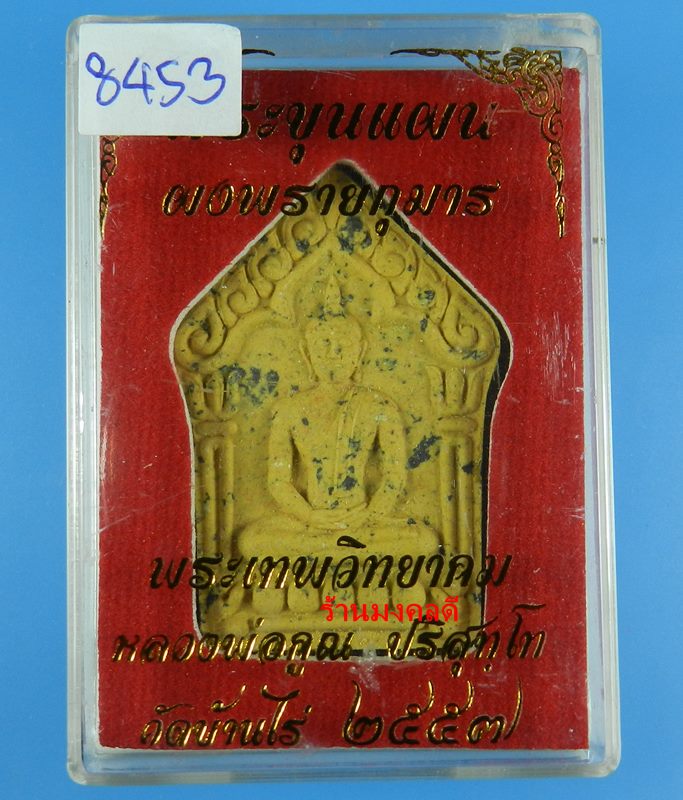 8453
พระขุนแผน
ผงพรายกุมาร
พระเทพวิทยาคม
ร้านมงคลดี
หลวงพ่อคูณ ปริสุทฺโท
วัดบ้านไร่ ๒๕๕๗